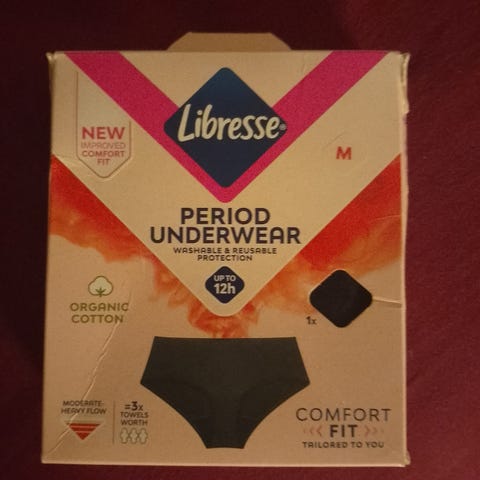 Libresse®
NEW
IMPROVED
COMFORT
FIT
M
PERIOD
UNDERWEAR
WASHABLE & REUSABLE
PROTECTION
UP TO
12h
ORGANIC
COTTON
1x
MODERATE-
HEAVY FLOW
=3x
TOWELS
WORTH
COMFORT
FIT
TAILORED TO YOU